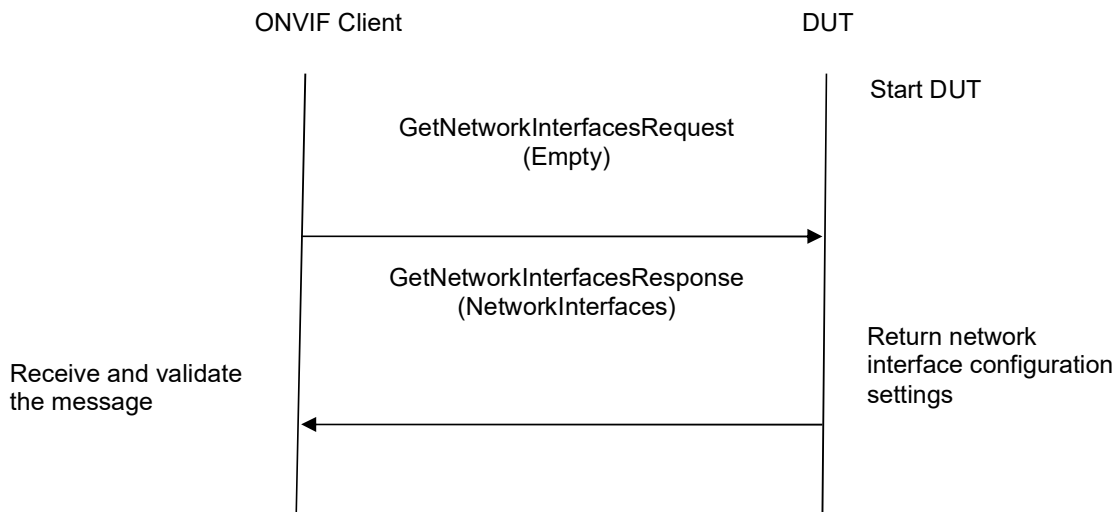 ONVIF Client
DUT
Start DUT
GetNetworkInterfacesRequest
(Empty)
GetNetworkInterfacesResponse
(NetworkInterfaces)
Return network
interface configuration
settings
Receive and validate
the message